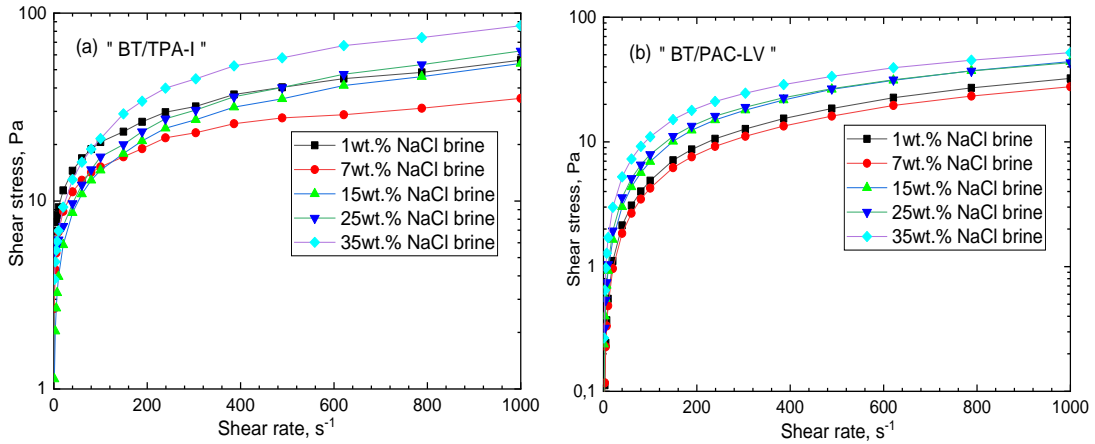 (a) " BT/TPA-I "
100
10
1
Shear stress, Pa
1wt.% NaCl brine
7wt.% NaCl brine
15wt.% NaCl brine
25wt.% NaCl brine
35wt.% NaCl brine
0 200 400 600 800 1000
Shear rate, s⁻¹
(b) " BT/PAC-LV "
100
10
1
0,1
Shear stress, Pa
1wt.% NaCl brine
7wt.% NaCl brine
15wt.% NaCl brine
25wt.% NaCl brine
35wt.% NaCl brine
0 200 400 600 800 1000
Shear rate, s⁻¹